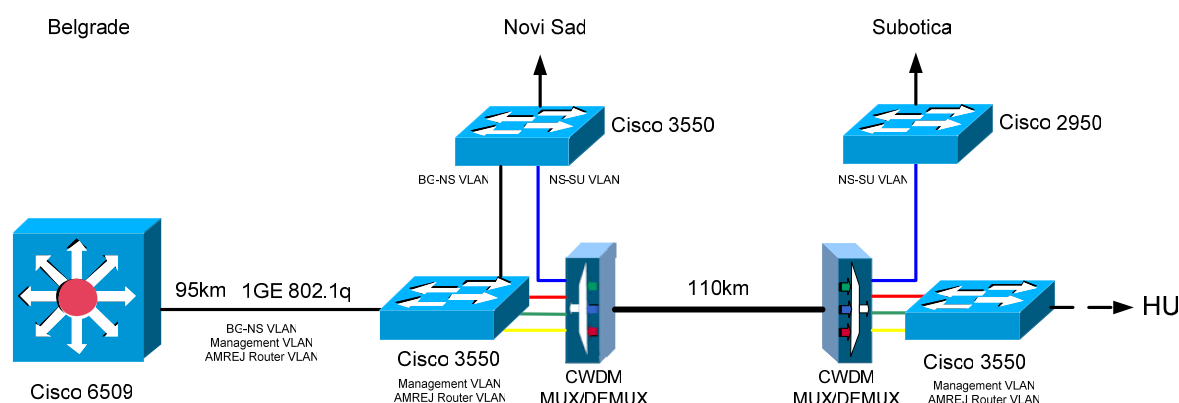 Belgrade
Novi Sad
Subotica
Cisco 3550
Cisco 2950
BG-NS VLAN
NS-SU VLAN
NS-SU VLAN
95km
1GE 802.1q
110km
HU
BG-NS VLAN
Management VLAN
AMREJ Router VLAN
Cisco 6509
Cisco 3550
Management VLAN
AMREJ Router VLAN
CWDM
MUX/DEMUX
CWDM
MUX/DEMUX
Cisco 3550
Management VLAN
AMREJ Router VLAN